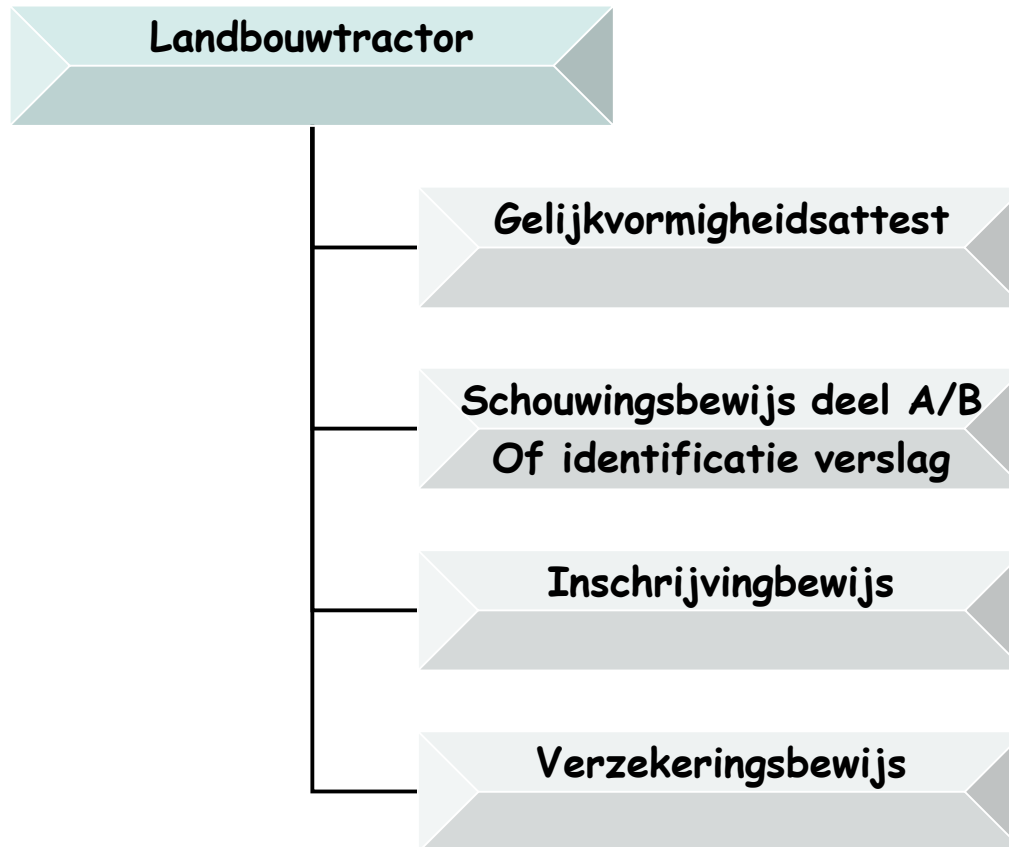 Landbouwtractor
Gelijkvormigheidsattest
Schouwingsbewijs deel A/B
Of identificatie verslag
Inschrijvingbewijs
Verzekeringsbewijs